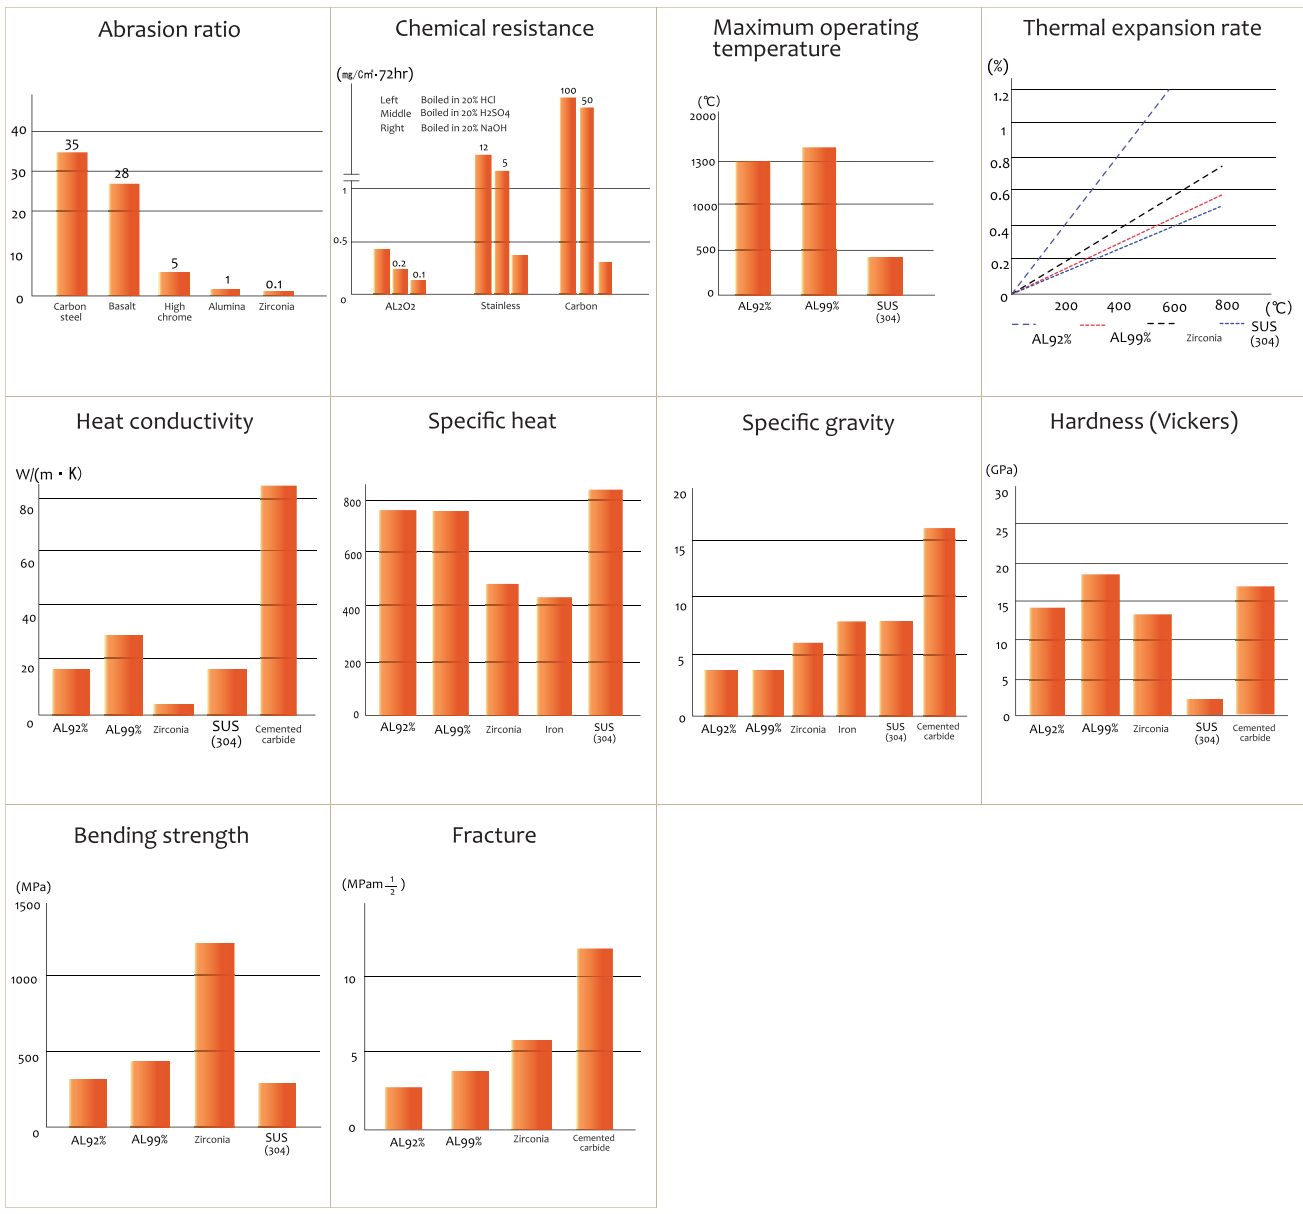 Abrasion ratio
40
30
20
10
0
35
28
5
1
0.1
Carbon
steel
Basalt
High
chrome
Alumina
Zirconia
Chemical resistance
(mg/Cm²·72hr)
Left Boiled in 20% HCl
Middle Boiled in 20% H2SO4
Right Boiled in 20% NaOH
1
0.5
0
0.2
0.1
12
5
100
50
AL2O2
Stainless
Carbon
Maximum operating
temperature
(℃)
2000
1300
1000
500
0
AL92%
AL99%
SUS
(304)
Thermal expansion rate
(%)
1.2
1
0.8
0.6
0.4
0.2
0
200
400
600
800
(℃)
AL92%
AL99%
Zirconia
SUS
(304)
Heat conductivity
W/(m・K)
80
60
40
20
0
AL92%
AL99%
Zirconia
SUS
(304)
Cemented
carbide
Specific heat
800
600
400
200
0
AL92%
AL99%
Zirconia
Iron
SUS
(304)
Specific gravity
20
15
10
5
0
AL92%
AL99%
Zirconia
Iron
SUS
(304)
Cemented
carbide
Hardness (Vickers)
(GPa)
30
25
20
15
10
5
0
AL92%
AL99%
Zirconia
SUS
(304)
Cemented
carbide
Bending strength
(MPa)
1500
1000
500
0
AL92%
AL99%
Zirconia
SUS
(304)
Fracture
(MPam 1/2 )
10
5
0
AL92%
AL99%
Zirconia
Cemented
carbide